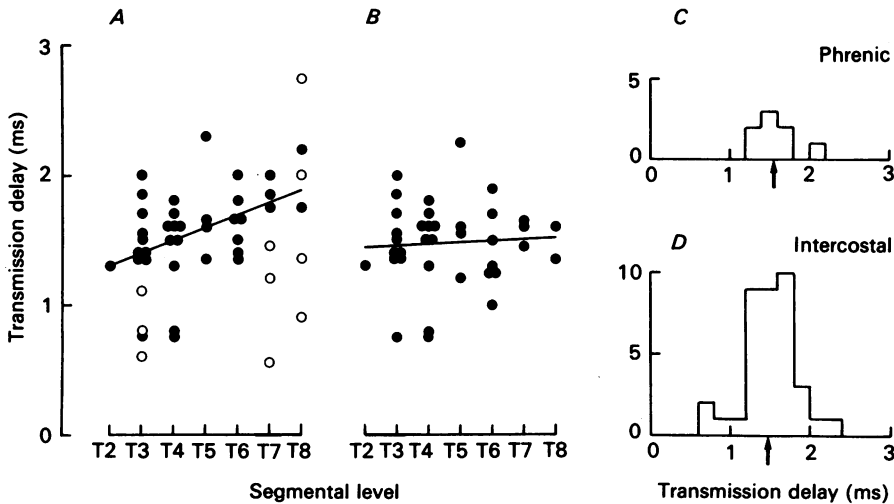 A
B
C
D
Transmission delay (ms)
3
2
1
0
T2 T3 T4 T5 T6 T7 T8
T2 T3 T4 T5 T6 T7 T8
Segmental level
Phrenic
5
0
0 1 2 3
Intercostal
10
5
0
0 1 2 3
Transmission delay (ms)